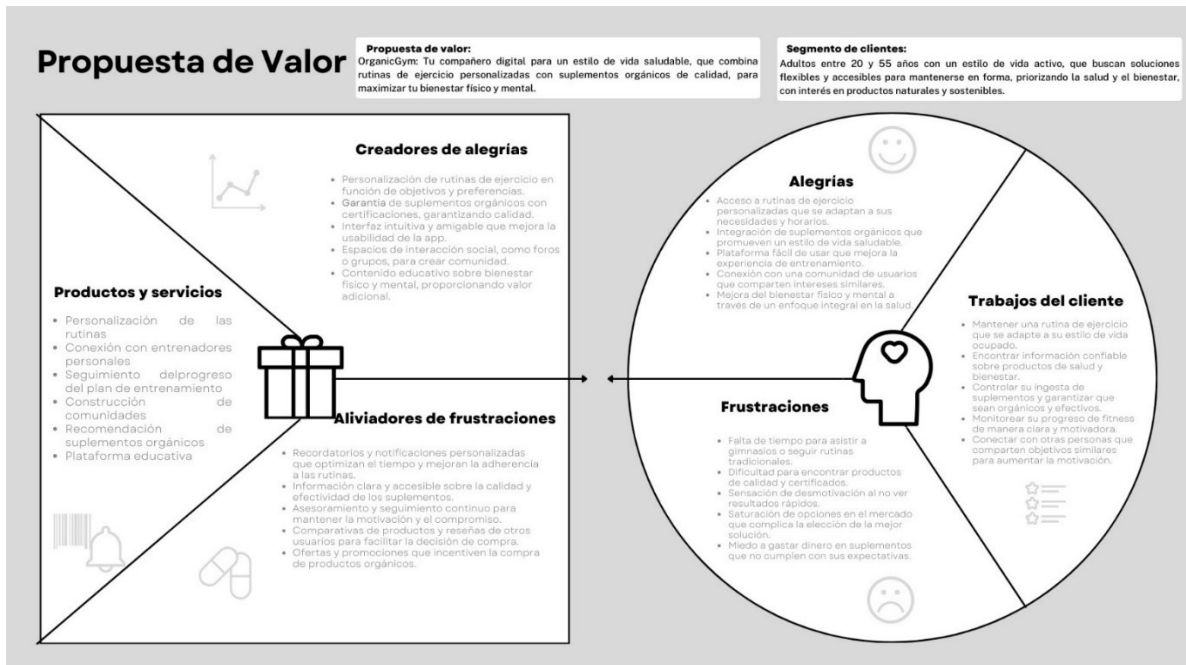 Propuesta de Valor
Propuesta de valor:
OrganicGym: Tu compañero digital para un estilo de vida saludable, que combina
rutinas de ejercicio personalizadas con suplementos orgánicos de calidad, para
maximizar tu bienestar físico y mental.
Segmento de clientes:
Adultos entre 20 y 55 años con un estilo de vida activo, que buscan soluciones
flexibles y accesibles para mantenerse en forma, priorizando la salud y el bienestar,
con interés en productos naturales y sostenibles.
Creadores de alegrías
• Personalización de rutinas de ejercicio en
función de objetivos y preferencias.
• Garantía de suplementos orgánicos con
certificaciones, garantizando calidad.
• Interfaz intuitiva y amigable que mejora la
usabilidad de la app.
• Espacios de interacción social, como foros
o grupos, para crear comunidad.
• Contenido educativo sobre bienestar
físico y mental, proporcionando valor
adicional.
Productos y servicios
• Personalización de las
rutinas
• Conexión con entrenadores
personales
• Seguimiento delprogreso
del plan de entrenamiento
• Construcción de
comunidades
• Recomendación de
suplementos orgánicos
• Plataforma educativa
Aliviadores de frustraciones
• Recordatorios y notificaciones personalizadas
que optimizan el tiempo y mejoran la adherencia
a las rutinas.
• Información clara y accesible sobre la calidad y
efectividad de los suplementos.
• Asesoramiento y seguimiento continuo para
mantener la motivación y el compromiso.
• Comparativas de productos y reseñas de otros
usuarios para facilitar la decisión de compra.
• Ofertas y promociones que incentiven la compra
de productos orgánicos.
Alegrías
• Acceso a rutinas de ejercicio
personalizadas que se adaptan a sus
necesidades y horarios.
• Integración de suplementos orgánicos que
promueven un estilo de vida saludable.
• Plataforma fácil de usar que mejora la
experiencia de entrenamiento.
• Conexión con una comunidad de usuarios
que comparten intereses similares.
• Mejora del bienestar físico y mental a
través de un enfoque integral en la salud.
Trabajos del cliente
• Mantener una rutina de ejercicio
que se adapte a su estilo de vida
ocupado.
• Encontrar información confiable
sobre productos de salud y
bienestar.
• Controlar su ingesta de
suplementos y garantizar que
sean orgánicos y efectivos.
• Monitorear su progreso de fitness
de manera clara y motivadora.
• Conectar con otras personas que
comparten objetivos similares
para aumentar la motivación.
Frustraciones
• Falta de tiempo para asistir a
gimnasios o seguir rutinas
tradicionales.
• Dificultad para encontrar productos
de calidad y certificados.
• Sensación de desmotivación al no ver
resultados rápidos.
• Saturación de opciones en el mercado
que complica la elección de la mejor
solución.
• Miedo a gastar dinero en suplementos
que no cumplen con sus expectativas.